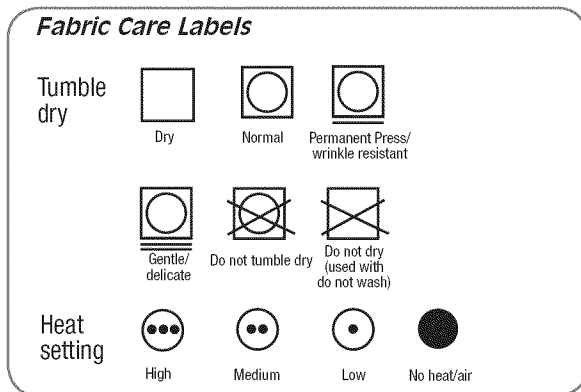 Fabric Care Labels
Tumble
dry
Dry
Normal
Permanent Press/
wrinkle resistant
Gentle/
delicate
Do not tumble dry
Do not dry
(used with
do not wash)
Heat
setting
High
Medium
Low
No heat/air